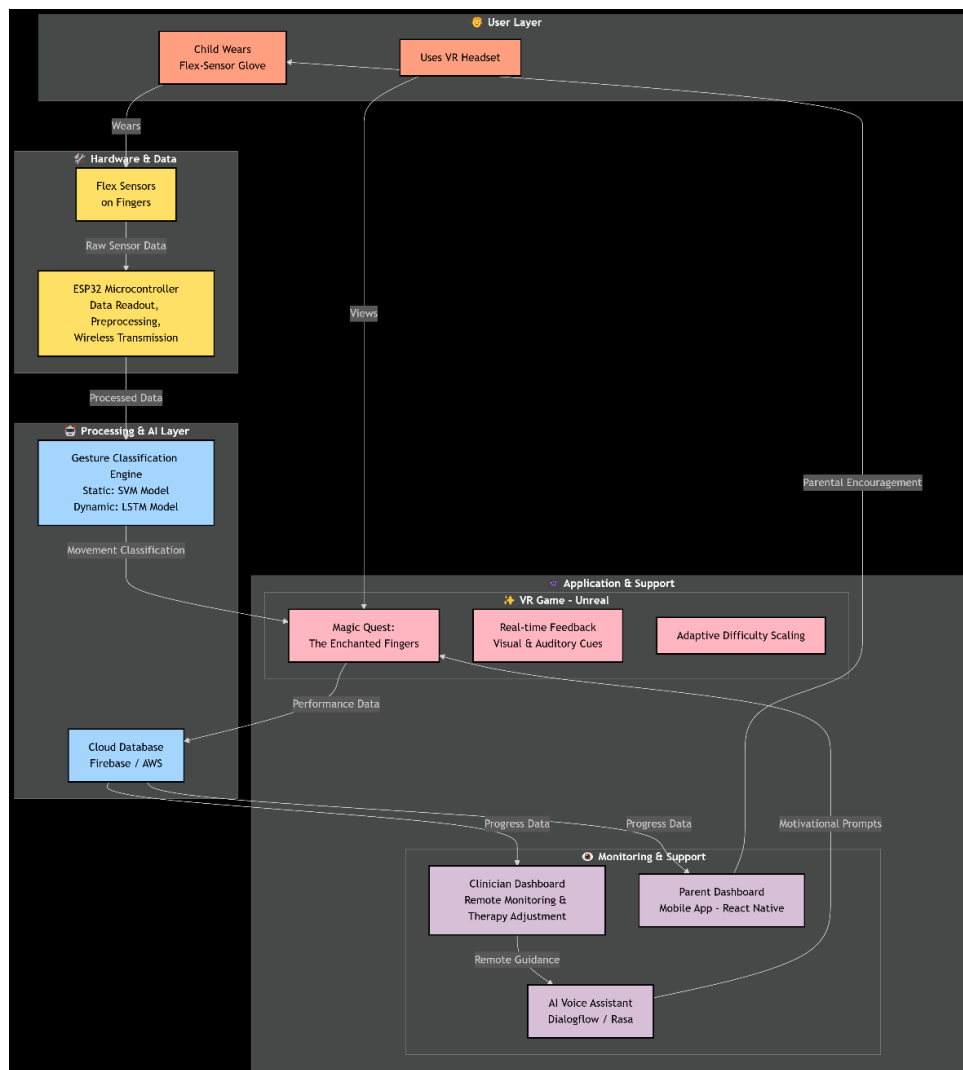 User Layer
Child Wears
Flex-Sensor Glove
Uses VR Headset
Wears
Hardware & Data
Flex Sensors
on Fingers
Raw Sensor Data
ESP32 Microcontroller
Data Readout,
Preprocessing,
Wireless Transmission
Views
Processed Data
Processing & AI Layer
Gesture Classification
Engine
Static: SVM Model
Dynamic: LSTM Model
Parental Encouragement
Movement Classification
Application & Support
VR Game - Unreal
Magic Quest:
The Enchanted Fingers
Real-time Feedback
Visual & Auditory Cues
Adaptive Difficulty Scaling
Performance Data
Cloud Database
Firebase / AWS
Progress Data
Progress Data
Motivational Prompts
Monitoring & Support
Clinician Dashboard
Remote Monitoring &
Therapy Adjustment
Parent Dashboard
Mobile App - React Native
Remote Guidance
AI Voice Assistant
Dialogflow / Rasa